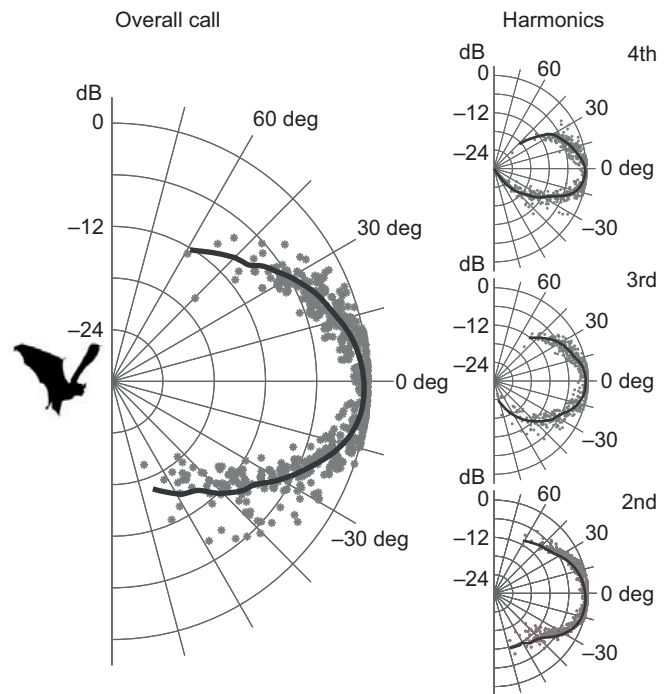 Overall call
dB
0
–12
–24
60 deg
30 deg
0 deg
–30 deg
Harmonics
4th
dB
0
–12
–24
60
30
0 deg
–30
3rd
dB
0
–12
–24
60
30
0 deg
–30
2nd
dB
0
–12
–24
60
30
0 deg
–30